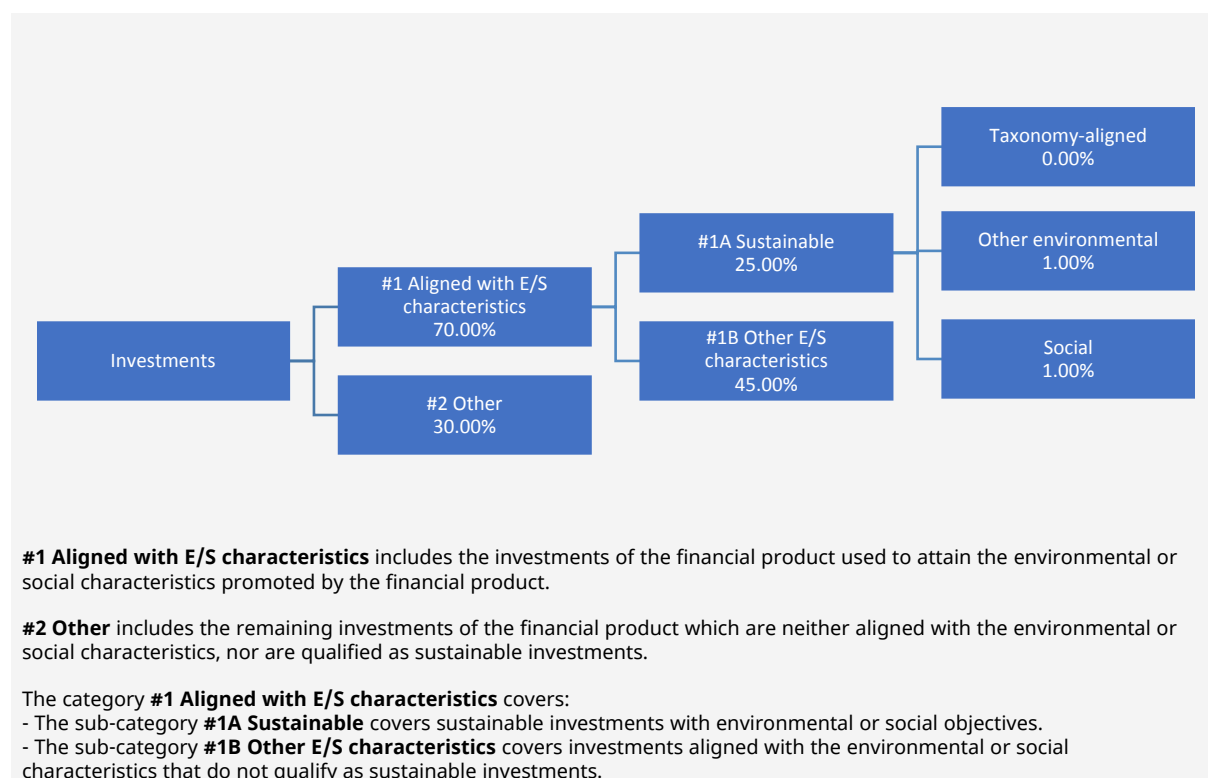 Taxonomy-aligned
0.00%
#1A Sustainable
25.00%
Other environmental
1.00%
#1 Aligned with E/S
characteristics
70.00%
Investments
#1B Other E/S
characteristics
45.00%
Social
1.00%
#2 Other
30.00%
#1 Aligned with E/S characteristics includes the investments of the financial product used to attain the environmental or
social characteristics promoted by the financial product.
#2 Other includes the remaining investments of the financial product which are neither aligned with the environmental or
social characteristics, nor are qualified as sustainable investments.
The category #1 Aligned with E/S characteristics covers:
- The sub-category #1A Sustainable covers sustainable investments with environmental or social objectives.
- The sub-category #1B Other E/S characteristics covers investments aligned with the environmental or social
characteristics that do not qualify as sustainable investments.